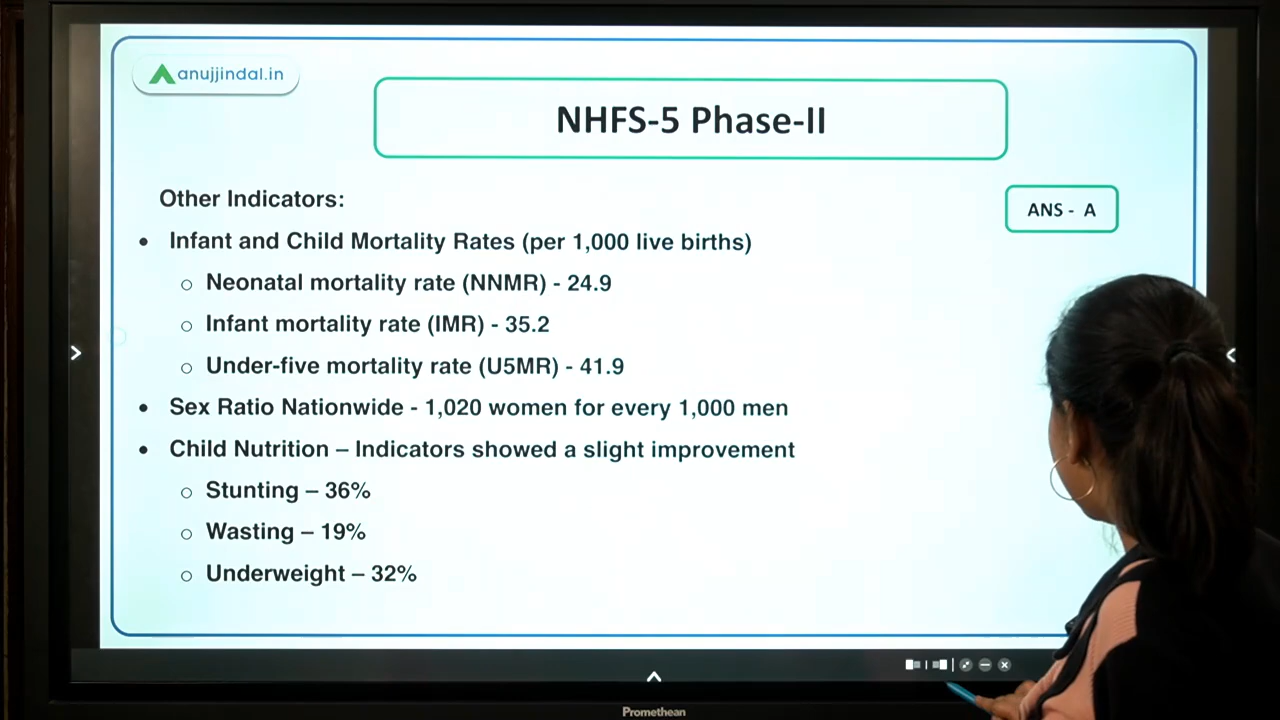 anujjindal.in
NHFS-5 Phase-II
Other Indicators:
ANS - A
• Infant and Child Mortality Rates (per 1,000 live births)
○ Neonatal mortality rate (NNMR) - 24.9
○ Infant mortality rate (IMR) - 35.2
○ Under-five mortality rate (U5MR) - 41.9
• Sex Ratio Nationwide - 1,020 women for every 1,000 men
• Child Nutrition – Indicators showed a slight improvement
○ Stunting – 36%
○ Wasting – 19%
○ Underweight – 32%
Promethean